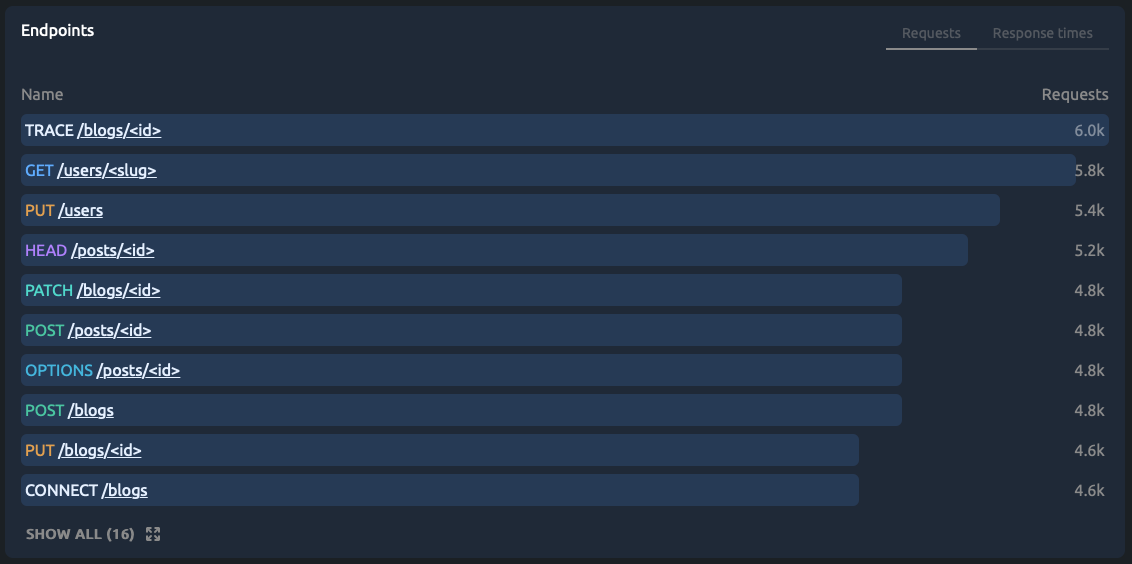 Endpoints
Requests Response times
Name Requests
TRACE /blogs/<id> 6.0k
GET /users/<slug> 5.8k
PUT /users 5.4k
HEAD /posts/<id> 5.2k
PATCH /blogs/<id> 4.8k
POST /posts/<id> 4.8k
OPTIONS /posts/<id> 4.8k
POST /blogs 4.8k
PUT /blogs/<id> 4.6k
CONNECT /blogs 4.6k
SHOW ALL (16)